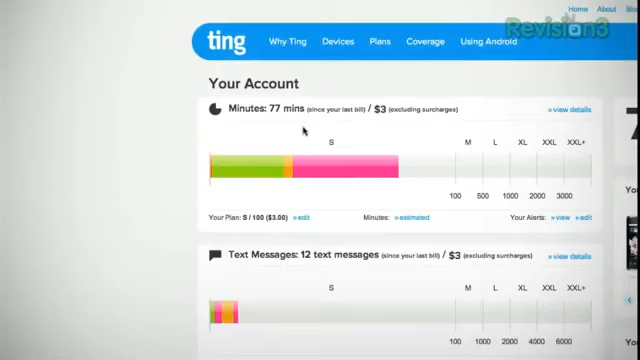 Home About Blo
Revision3
ting Why Ting Devices Plans Coverage Using Android
Your Account
Minutes: 77 mins (since your last bill) / $3 (excluding surcharges) »view details
S M L XL XXL XXL+
100 500 1000 2000 3000
Your Plan: S / 100 ($3.00) »edit Minutes: »estimated Your Alerts: »view »edit
Text Messages: 12 text messages (since your last bill) / $3 (excluding surcharges) »view details
S M L XL XXL XXL+
100 1000 2000 4000 6000
7
You
You